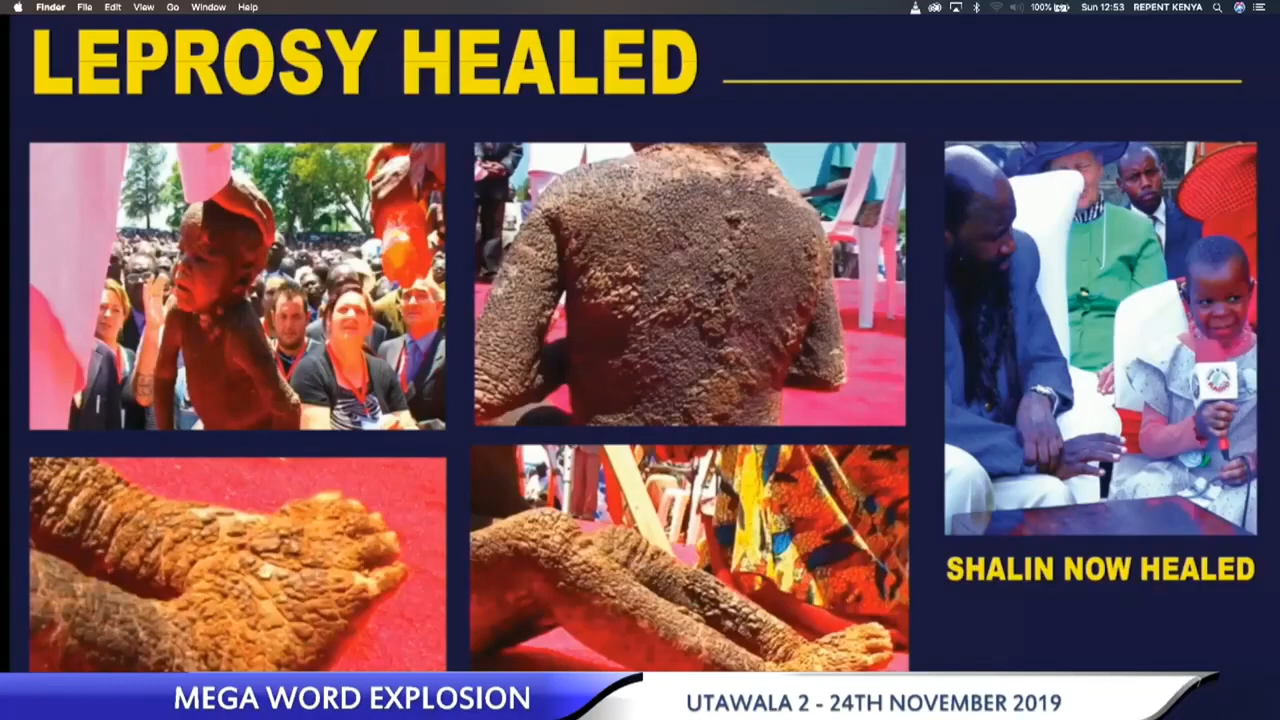 Finder File Edit View Go Window Help 100% Sun 12:53 REPENT KENYA
LEPROSY HEALED
SHALIN NOW HEALED
MEGA WORD EXPLOSION
UTAWALA 2 - 24TH NOVEMBER 2019